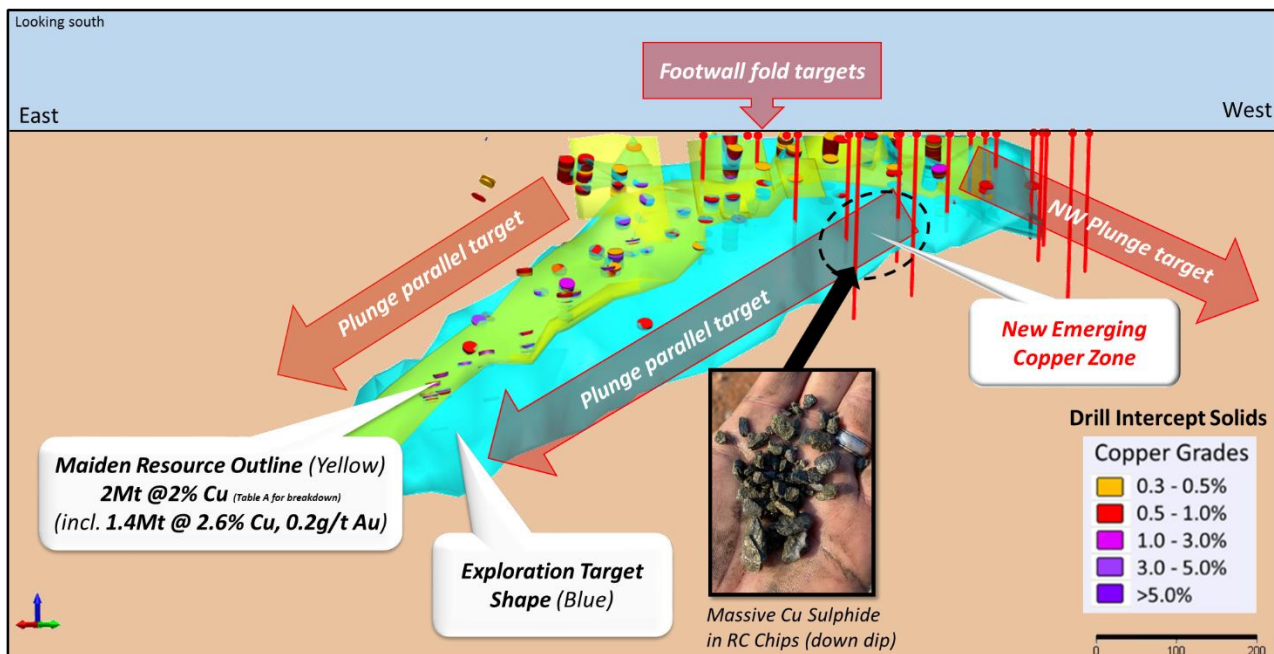 Looking south
Footwall fold targets
East
West
Plunge parallel target
NW Plunge target
Plunge parallel target
New Emerging
Copper Zone
Maiden Resource Outline (Yellow)
2Mt @2% Cu (Table A for breakdown)
(incl. 1.4Mt @ 2.6% Cu, 0.2g/t Au)
Exploration Target
Shape (Blue)
Massive Cu Sulphide
in RC Chips (down dip)
Drill Intercept Solids
Copper Grades
0.3 - 0.5%
0.5 - 1.0%
1.0 - 3.0%
3.0 - 5.0%
>5.0%
0 100 200